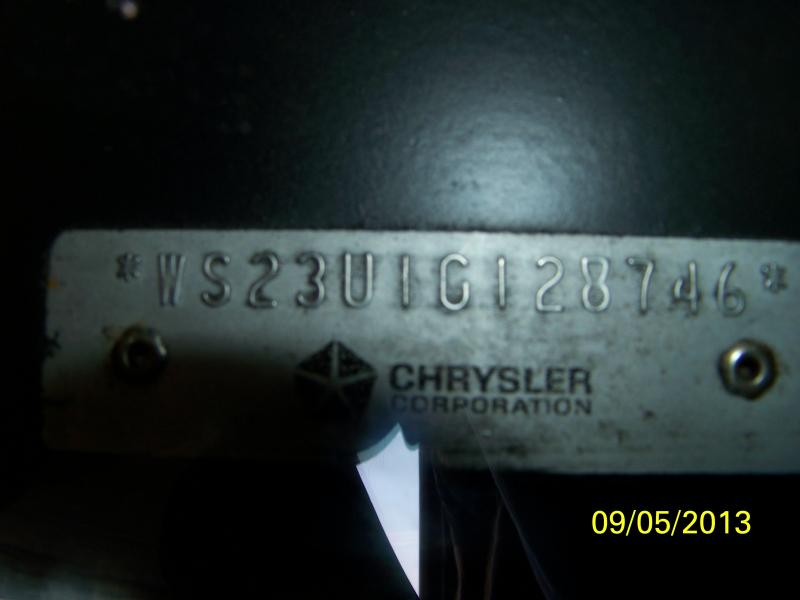 *WS23U1G128746*
CHRYSLER
CORPORATION
09/05/2013